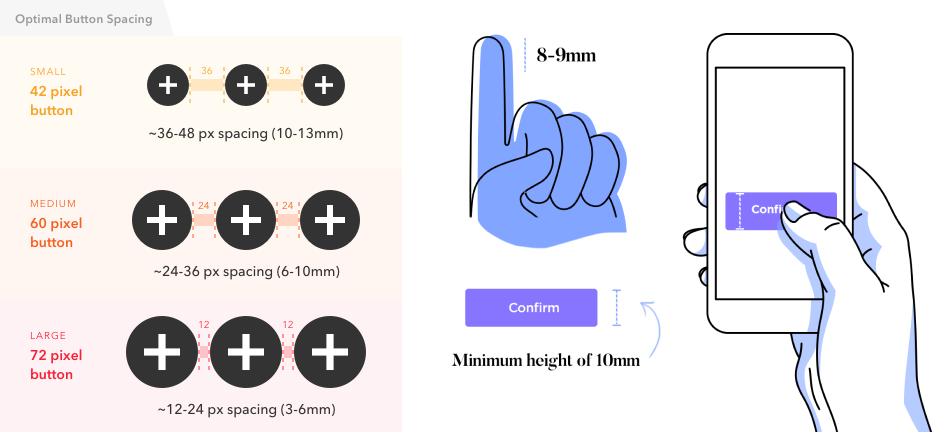 Optimal Button Spacing
SMALL
42 pixel
button
36
36
~36-48 px spacing (10-13mm)
MEDIUM
60 pixel
button
24
24
~24-36 px spacing (6-10mm)
LARGE
72 pixel
button
12
12
~12-24 px spacing (3-6mm)
8-9mm
Confirm
Minimum height of 10mm
Confi